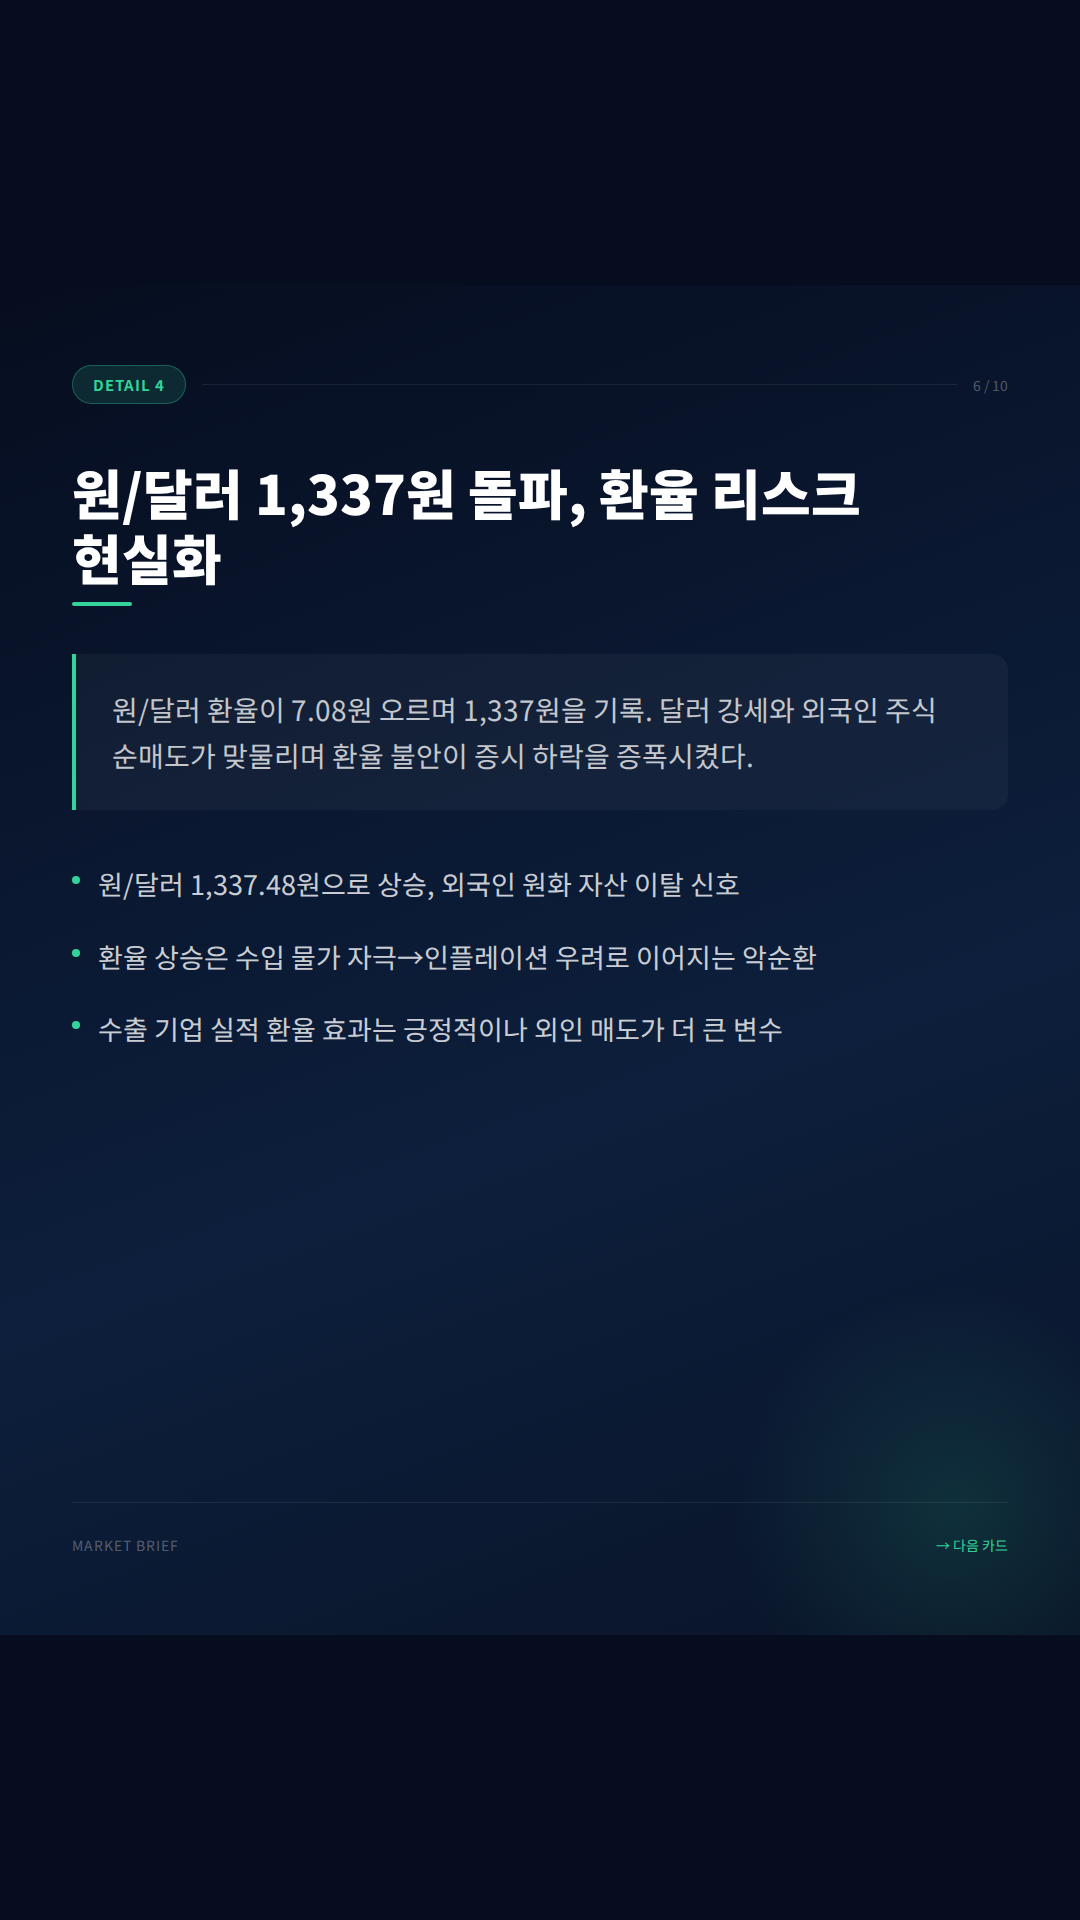 DETAIL 4
6 / 10
원/달러 1,337원 돌파, 환율 리스크
현실화
원/달러 환율이 7.08원 오르며 1,337원을 기록. 달러 강세와 외국인 주식
순매도가 맞물리며 환율 불안이 증시 하락을 증폭시켰다.
원/달러 1,337.48원으로 상승, 외국인 원화 자산 이탈 신호
환율 상승은 수입 물가 자극→인플레이션 우려로 이어지는 악순환
수출 기업 실적 환율 효과는 긍정적이나 외인 매도가 더 큰 변수
MARKET BRIEF
→ 다음 카드